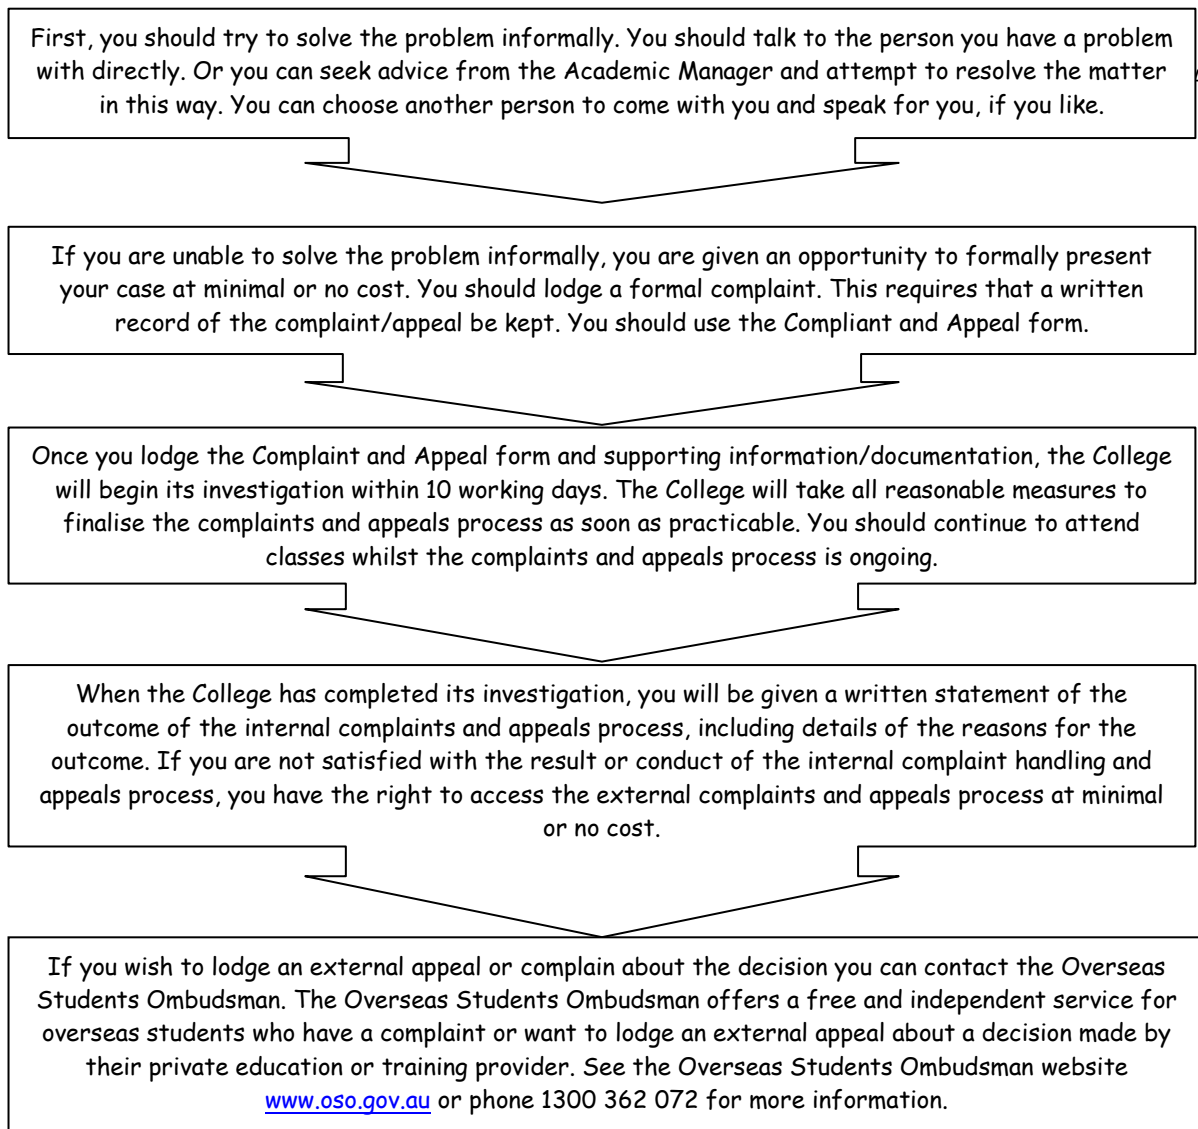 First, you should try to solve the problem informally. You should talk to the person you have a problem
with directly. Or you can seek advice from the Academic Manager and attempt to resolve the matter
in this way. You can choose another person to come with you and speak for you, if you like.
If you are unable to solve the problem informally, you are given an opportunity to formally present
your case at minimal or no cost. You should lodge a formal complaint. This requires that a written
record of the complaint/appeal be kept. You should use the Compliant and Appeal form.
Once you lodge the Complaint and Appeal form and supporting information/documentation, the College
will begin its investigation within 10 working days. The College will take all reasonable measures to
finalise the complaints and appeals process as soon as practicable. You should continue to attend
classes whilst the complaints and appeals process is ongoing.
When the College has completed its investigation, you will be given a written statement of the
outcome of the internal complaints and appeals process, including details of the reasons for the
outcome. If you are not satisfied with the result or conduct of the internal complaint handling and
appeals process, you have the right to access the external complaints and appeals process at minimal
or no cost.
If you wish to lodge an external appeal or complain about the decision you can contact the Overseas
Students Ombudsman. The Overseas Students Ombudsman offers a free and independent service for
overseas students who have a complaint or want to lodge an external appeal about a decision made by
their private education or training provider. See the Overseas Students Ombudsman website
www.oso.gov.au or phone 1300 362 072 for more information.